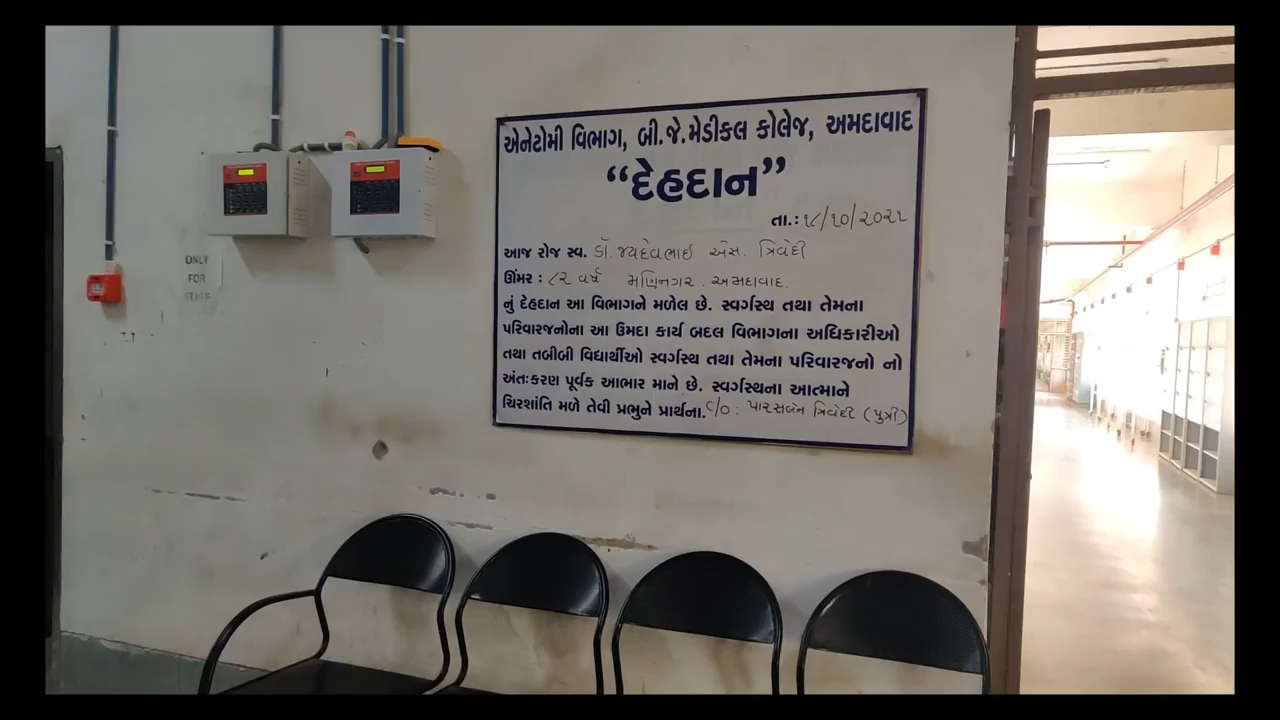 એનેટોમી વિભાગ, બી.જે.મેડીકલ કોલેજ, અમદાવાદ
“દેહદાન”
તા.: ૧૮/૧૦/૨૦૨૧
આજ રોજ સ્વ. ડૉ. જયદેવભાઈ એસ. ત્રિવેદી
ઊંમર : ૮૨ વર્ષ મણિનગર. અમદાવાદ.
નું દેહદાન આ વિભાગને મળેલ છે. સ્વર્ગસ્થ તથા તેમના
પરિવારજનોના આ ઉમદા કાર્ય બદલ વિભાગના અધિકારીઓ
તથા તબીબી વિદ્યાર્થીઓ સ્વર્ગસ્થ તથા તેમના પરિવારજનો નો
અંતઃકરણ પૂર્વક આભાર માને છે. સ્વર્ગસ્થના આત્માને
ચિરશાંતિ મળે તેવી પ્રભુને પ્રાર્થના. C/O : પારસબેન ત્રિવેદી (પુત્રી)
ONLY
FOR
STAFF